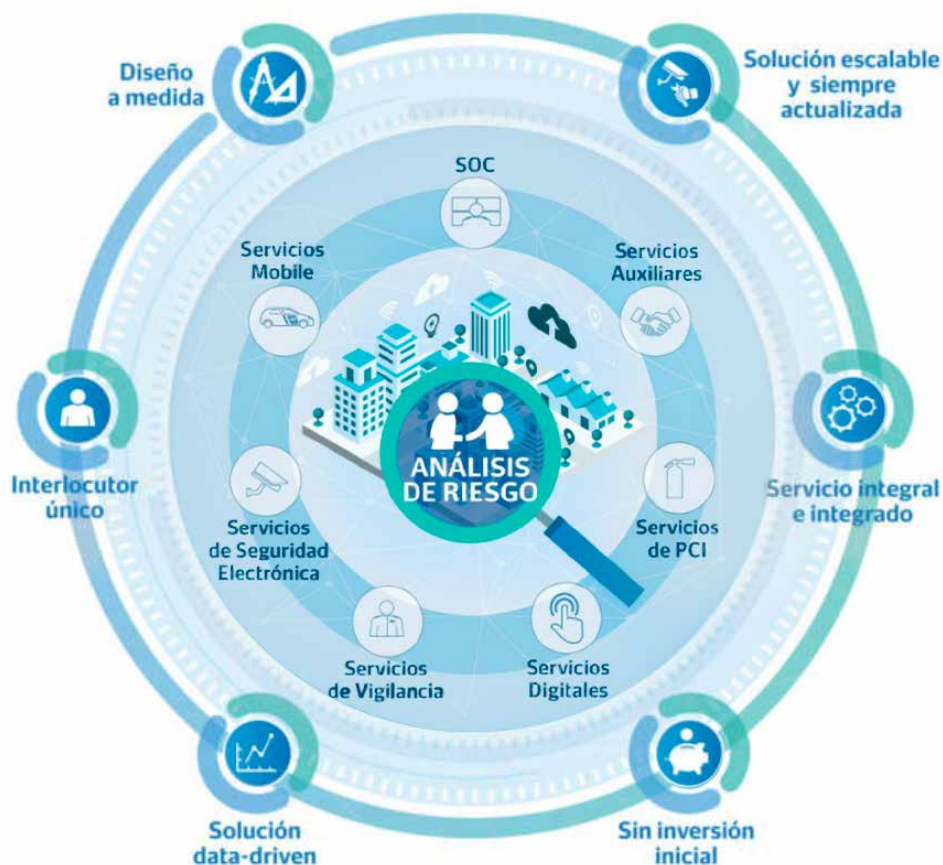 Diseño
a medida
Solución escalable
y siempre
actualizada
SOC
Servicios
Mobile
Servicios
Auxiliares
Interlocutor
único
ANÁLISIS
DE RIESGO
Servicio integral
e integrado
Servicios
de Seguridad
Electrónica
Servicios
de PCI
Servicios
de Vigilancia
Servicios
Digitales
Solución
data-driven
Sin inversión
inicial